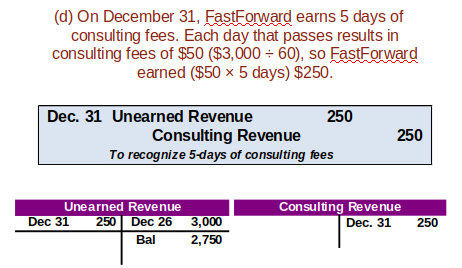 (d) On December 31, FastForward earns 5 days of
consulting fees. Each day that passes results in
consulting fees of $50 ($3,000 ÷ 60), so FastForward
earned ($50 × 5 days) $250.
Dec. 31 Unearned Revenue 250
Consulting Revenue 250
To recognize 5-days of consulting fees
Unearned Revenue Consulting Revenue
Dec 31 250 Dec 26 3,000 Dec. 31 250
Bal 2,750